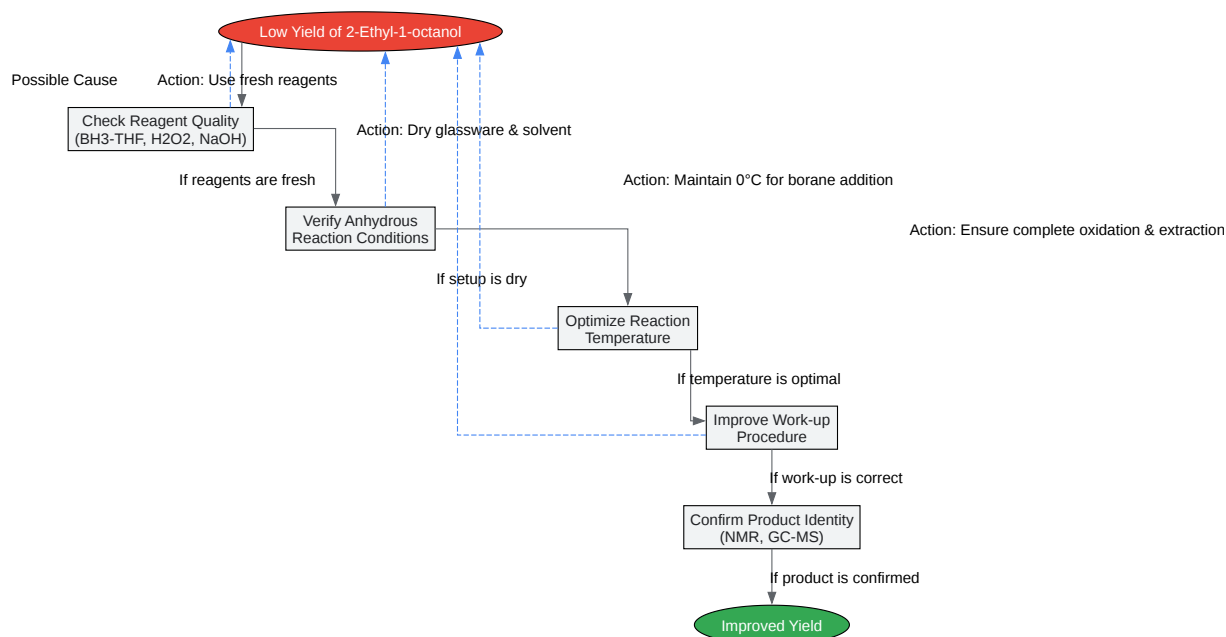 Low Yield of 2-Ethyl-1-octanol
Possible Cause
Action: Use fresh reagents
Check Reagent Quality
(BH3-THF, H2O2, NaOH)
Action: Dry glassware & solvent
If reagents are fresh
Action: Maintain 0°C for borane addition
Verify Anhydrous
Reaction Conditions
Action: Ensure complete oxidation & extraction
If setup is dry
Optimize Reaction
Temperature
If temperature is optimal
Improve Work-up
Procedure
If work-up is correct
Confirm Product Identity
(NMR, GC-MS)
If product is confirmed
Improved Yield